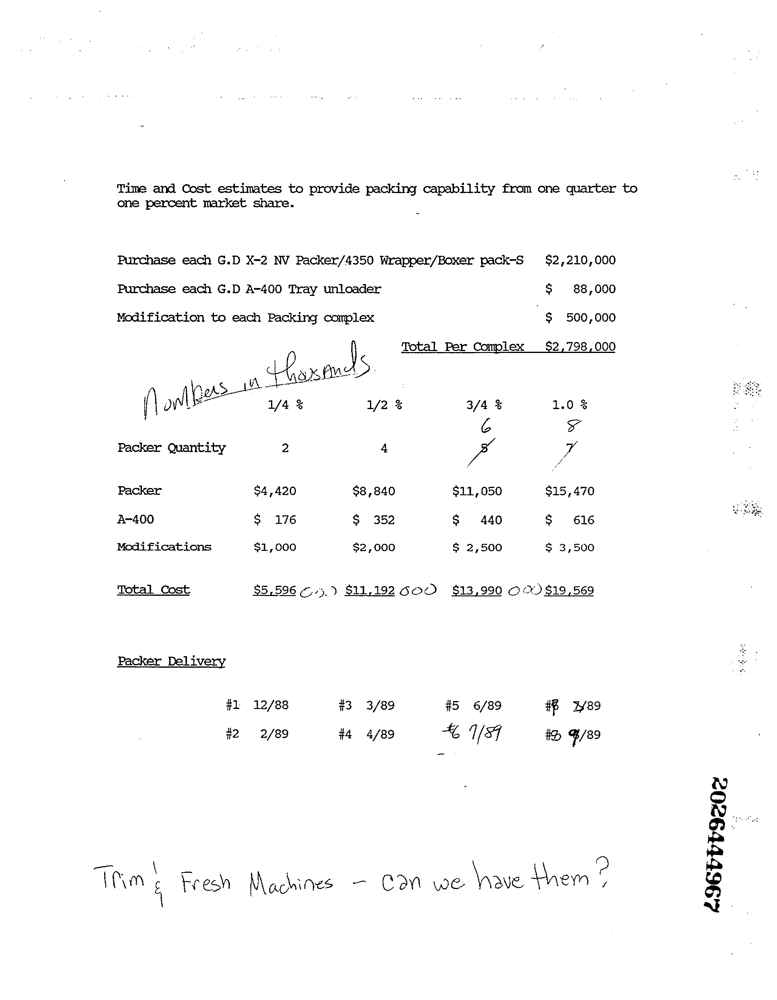 Time and Cost estimates to provide packing capability from one quarter to
one percent market share.
Purchase each G.D X-2 NV Packer/4350 Wrapper/Boxer pack-S $2,210,000
Purchase each G.D A-400 Tray unloader $ 88,000
Modification to each Packing complex $ 500,000
Total Per Complex $2,798,000
Numbers in thousands
1/4 % 1/2 % 3/4 % 1.0 %
6 8
Packer Quantity 2 4 5 7
Packer $4,420 $8,840 $11,050 $15,470
A-400 $ 176 $ 352 $ 440 $ 616
Modifications $1,000 $2,000 $ 2,500 $ 3,500
Total Cost $5,596 000 $11,192 000 $13,990 000 $19,569
Packer Delivery
#1 12/88 #3 3/89 #5 6/89 /89
#2 2/89 #4 4/89 #6 7/89 /89
Trim & Fresh Machines - can we have them?
2026444967